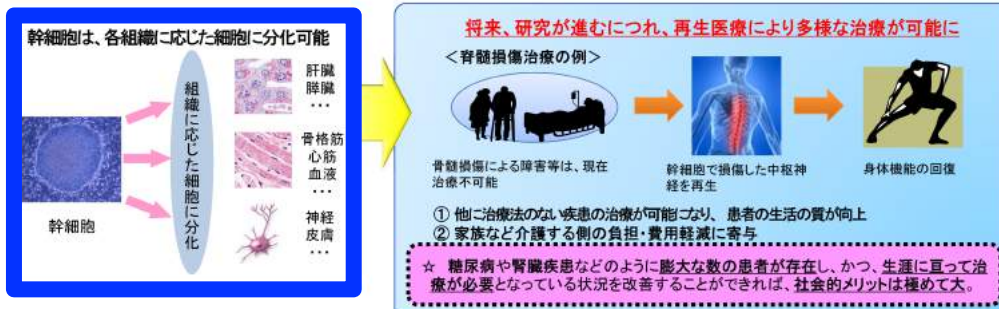 幹細胞は、各組織に応じた細胞に分化可能
幹細胞
組織に応じた細胞に分化
肝臓
膵臓
・・・
骨格筋
心筋
血液
・・・
神経
皮膚
・・・
将来、研究が進むにつれ、再生医療により多様な治療が可能に
＜脊髄損傷治療の例＞
骨髄損傷による障害等は、現在
治療不可能
幹細胞で損傷した中枢神
経を再生
身体機能の回復
① 他に治療法のない疾患の治療が可能になり、患者の生活の質が向上
② 家族など介護する側の負担・費用軽減に寄与
☆ 糖尿病や腎臓疾患などのように膨大な数の患者が存在し、かつ、生涯に亘って治
療が必要となっている状況を改善することができれば、社会的メリットは極めて大。